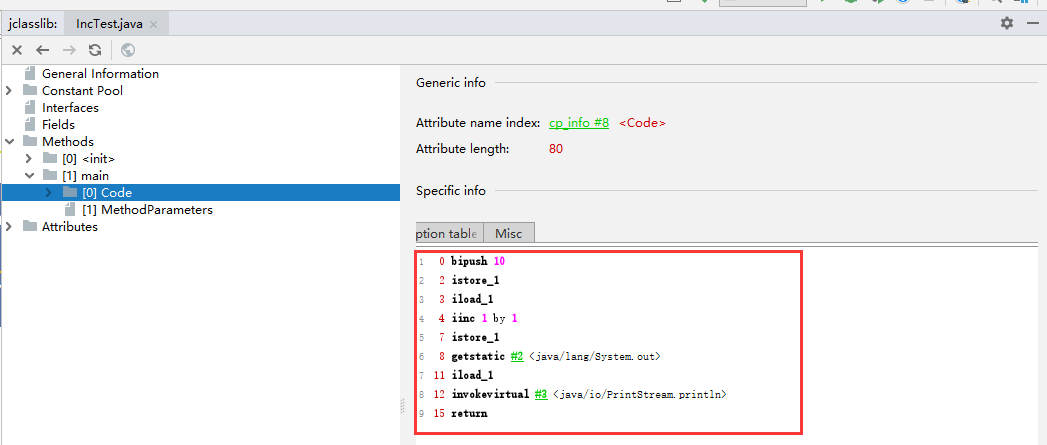 jclasslib: IncTest.java
General Information
Constant Pool
Interfaces
Fields
Methods
[0] <init>
[1] main
[0] Code
[1] MethodParameters
Attributes
Generic info
Attribute name index: cp_info #8 <Code>
Attribute length: 80
Specific info
ption table Misc
1 0 bipush 10
2 2 istore_1
3 3 iload_1
4 4 iinc 1 by 1
5 7 istore_1
6 8 getstatic #2 <java/lang/System.out>
7 11 iload_1
8 12 invokevirtual #3 <java/io/PrintStream.println>
9 15 return